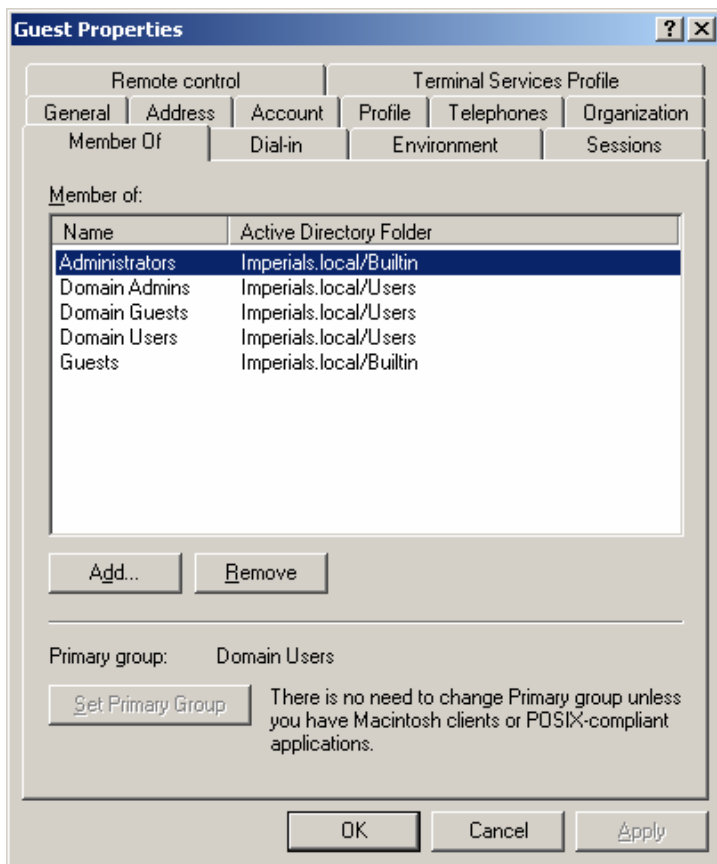 Guest Properties
Remote control Terminal Services Profile
General Address Account Profile Telephones Organization
Member Of Dial-in Environment Sessions
Member of:
Name Active Directory Folder
Administrators Imperials.local/Builtin
Domain Admins Imperials.local/Users
Domain Guests Imperials.local/Users
Domain Users Imperials.local/Users
Guests Imperials.local/Builtin
Add... Remove
Primary group: Domain Users
Set Primary Group
There is no need to change Primary group unless
you have Macintosh clients or POSIX-compliant
applications.
OK Cancel Apply